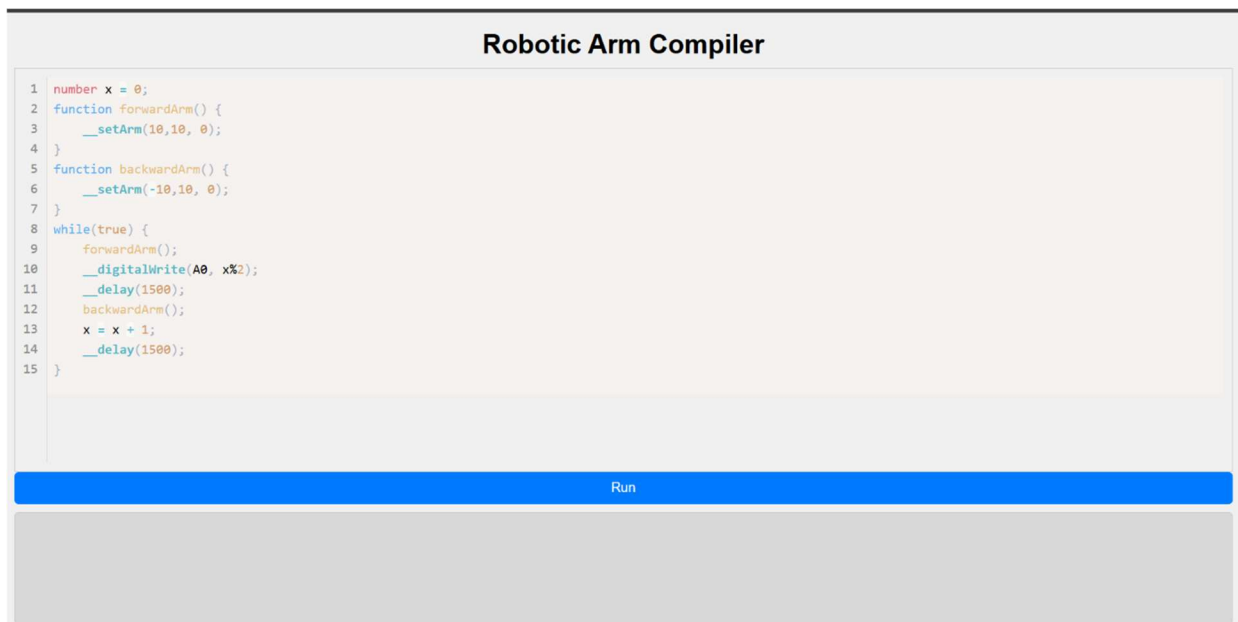 Robotic Arm Compiler
1 number x = 0;
2 function forwardArm() {
3     __setArm(10,10, 0);
4 }
5 function backwardArm() {
6     __setArm(-10,10, 0);
7 }
8 while(true) {
9     forwardArm();
10     __digitalWrite(A0, x%2);
11     __delay(1500);
12     backwardArm();
13     x = x + 1;
14     __delay(1500);
15 }
Run